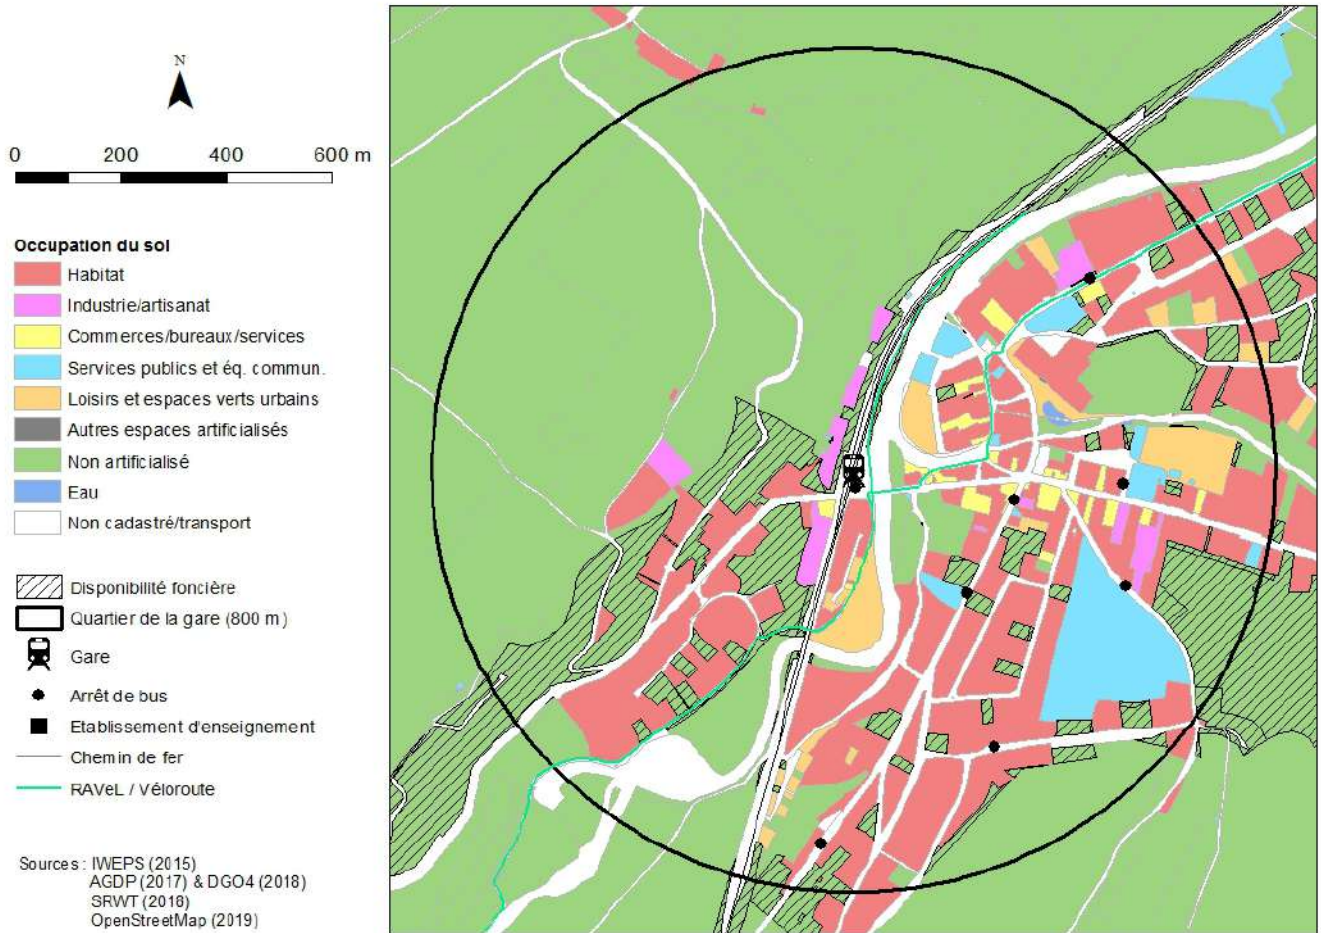 N
0 200 400 600 m
Occupation du sol
Habitat
Industrie/artisanat
Commerces/bureaux/services
Services publics et éq. commun.
Loisirs et espaces verts urbains
Autres espaces artificialisés
Non artificialisé
Eau
Non cadastré/transport
Disponibilité foncière
Quartier de la gare (800 m)
Gare
Arrêt de bus
Etablissement d'enseignement
Chemin de fer
RAVeL / Véloroute
Sources : IWEPS (2015)
AGDP (2017) & DGO4 (2018)
SRWT (2018)
OpenStreetMap (2019)